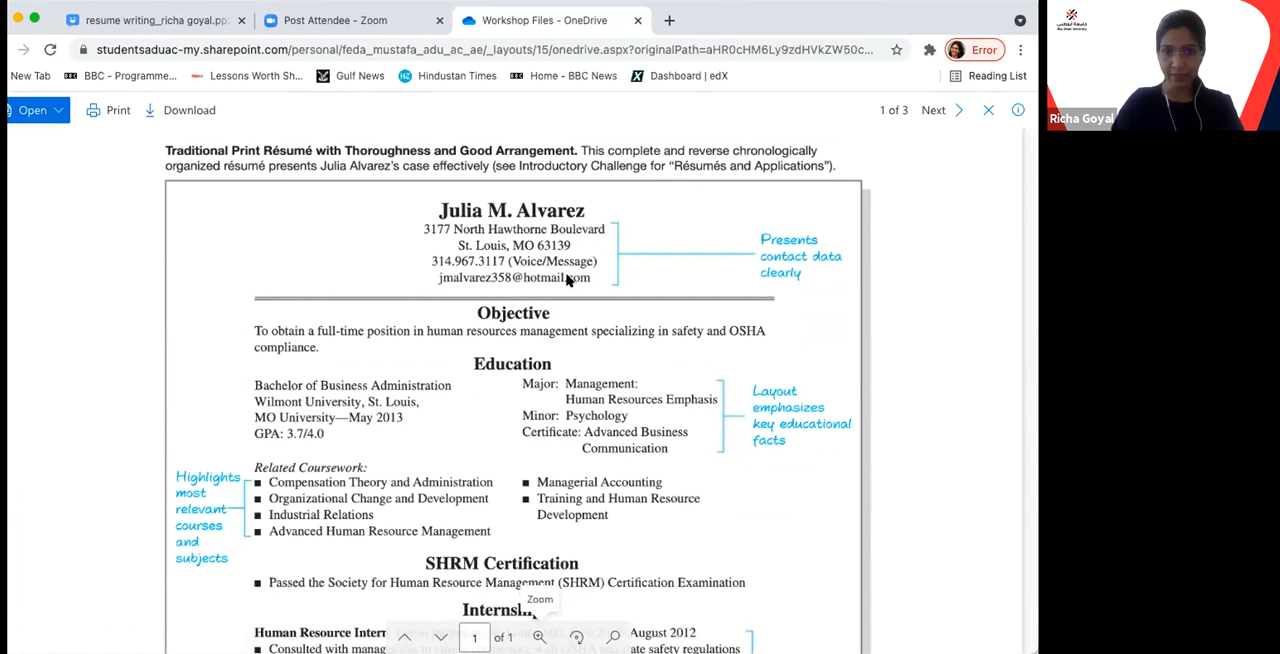 resume writing_richa goyal.pp
Post Attendee - Zoom
Workshop Files - OneDrive
studentsaduac-my.sharepoint.com/personal/feda_mustafa_adu_ac_ae/_layouts/15/onedrive.aspx?originalPath=aHR0cHM6Ly9zdHVkZW50c...
Error
New Tab
BBC - Programme...
Lessons Worth Sh...
Gulf News
Hindustan Times
Home - BBC News
Dashboard | edX
Reading List
Open
Print
Download
1 of 3
Next
Richa Goyal
Traditional Print Résumé with Thoroughness and Good Arrangement. This complete and reverse chronologically
organized résumé presents Julia Alvarez's case effectively (see Introductory Challenge for "Résumés and Applications").
Julia M. Alvarez
3177 North Hawthorne Boulevard
St. Louis, MO 63139
314.967.3117 (Voice/Message)
jmalvarez358@hotmail.com
Presents
contact data
clearly
Objective
To obtain a full-time position in human resources management specializing in safety and OSHA
compliance.
Education
Bachelor of Business Administration
Wilmont University, St. Louis,
MO University—May 2013
GPA: 3.7/4.0
Major: Management:
Human Resources Emphasis
Minor: Psychology
Certificate: Advanced Business
Communication
Layout
emphasizes
key educational
facts
Highlights
most
relevant
courses
and
subjects
Related Coursework:
■ Compensation Theory and Administration
■ Organizational Change and Development
■ Industrial Relations
■ Advanced Human Resource Management
■ Managerial Accounting
■ Training and Human Resource
Development
SHRM Certification
■ Passed the Society for Human Resource Management (SHRM) Certification Examination
Zoom
Human Resource Intern
August 2012
■ Consulted with
safety regulations
1 of 1